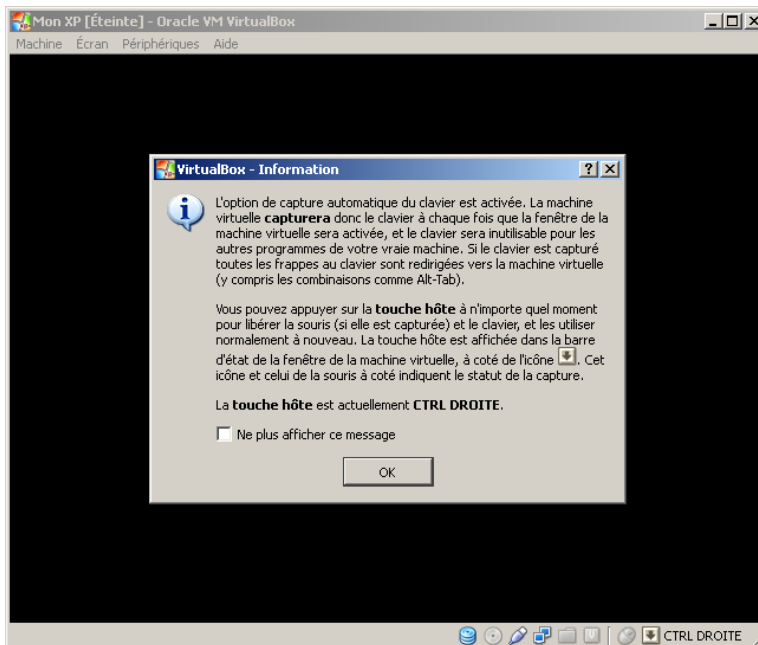 Mon XP [Éteinte] - Oracle VM VirtualBox
Machine Écran Périphériques Aide
VirtualBox - Information
L'option de capture automatique du clavier est activée. La machine
virtuelle capturera donc le clavier à chaque fois que la fenêtre de la
machine virtuelle sera activée, et le clavier sera inutilisable pour les
autres programmes de votre vraie machine. Si le clavier est capturé
toutes les frappes au clavier sont redirigées vers la machine virtuelle
(y compris les combinaisons comme Alt-Tab).
Vous pouvez appuyer sur la touche hôte à n'importe quel moment
pour libérer la souris (si elle est capturée) et le clavier, et les utiliser
normalement à nouveau. La touche hôte est affichée dans la barre
d'état de la fenêtre de la machine virtuelle, à coté de l'icône . Cet
icône et celui de la souris à coté indiquent le statut de la capture.
La touche hôte est actuellement CTRL DROITE.
Ne plus afficher ce message
OK
CTRL DROITE